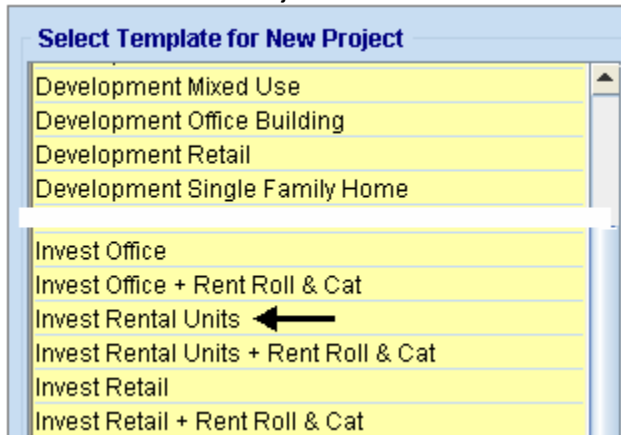 Select Template for New Project
Development Mixed Use
Development Office Building
Development Retail
Development Single Family Home
Invest Office
Invest Office + Rent Roll & Cat
Invest Rental Units
Invest Rental Units + Rent Roll & Cat
Invest Retail
Invest Retail + Rent Roll & Cat